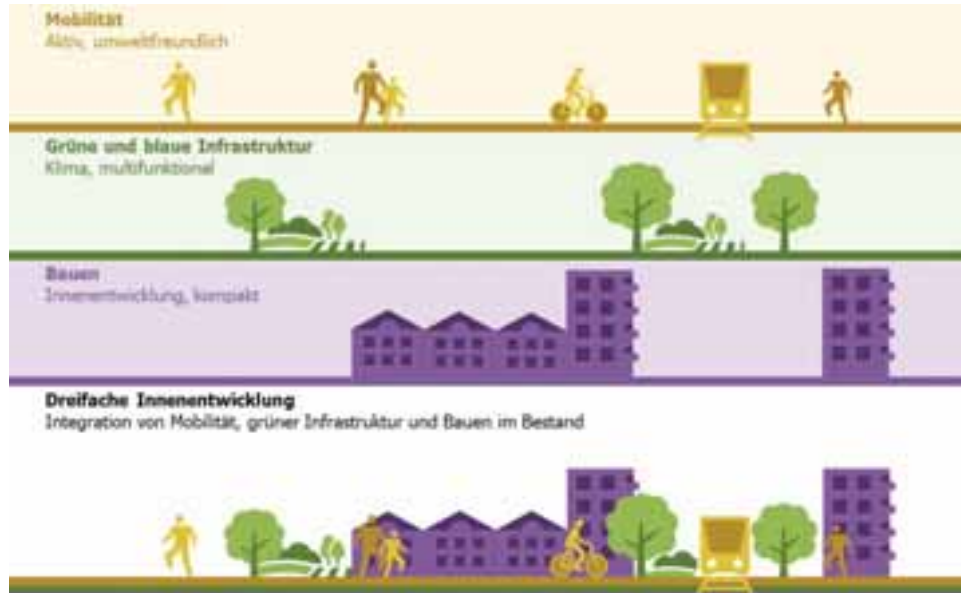 Mobilität
Aktiv, umweltfreundlich
Grüne und blaue Infrastruktur
Klima, multifunktional
Bauen
Innenentwicklung, kompakt
Dreifache Innenentwicklung
Integration von Mobilität, grüner Infrastruktur und Bauen im Bestand